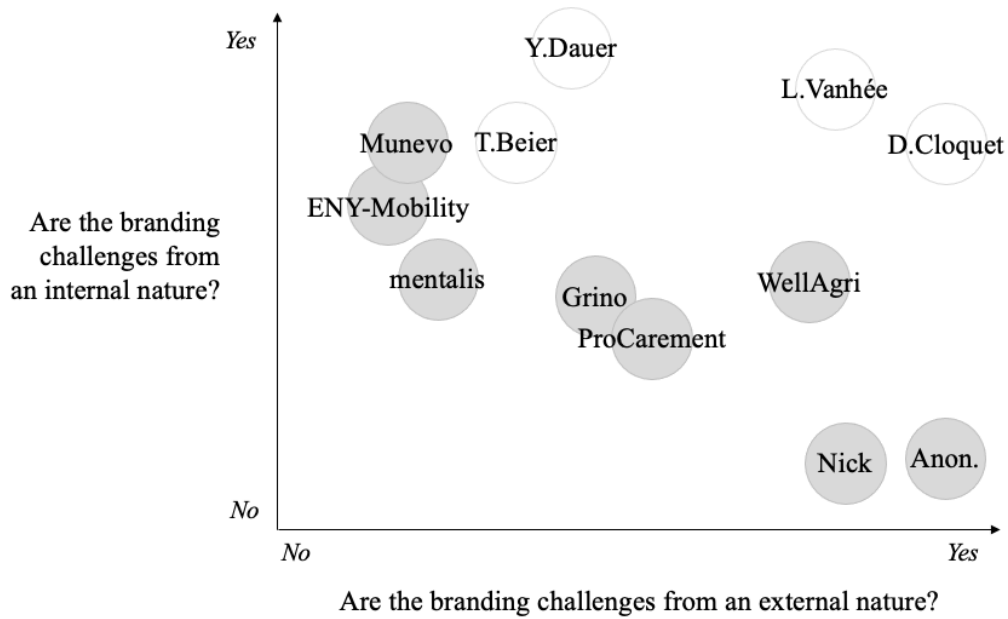 Yes
Y.Dauer
L.Vanhée
Munevo
T.Beier
D.Cloquet
ENY-Mobility
Are the branding
challenges from
an internal nature?
mentalis
Grino
WellAgri
ProCarement
Nick
Anon.
No
No
Yes
Are the branding challenges from an external nature?